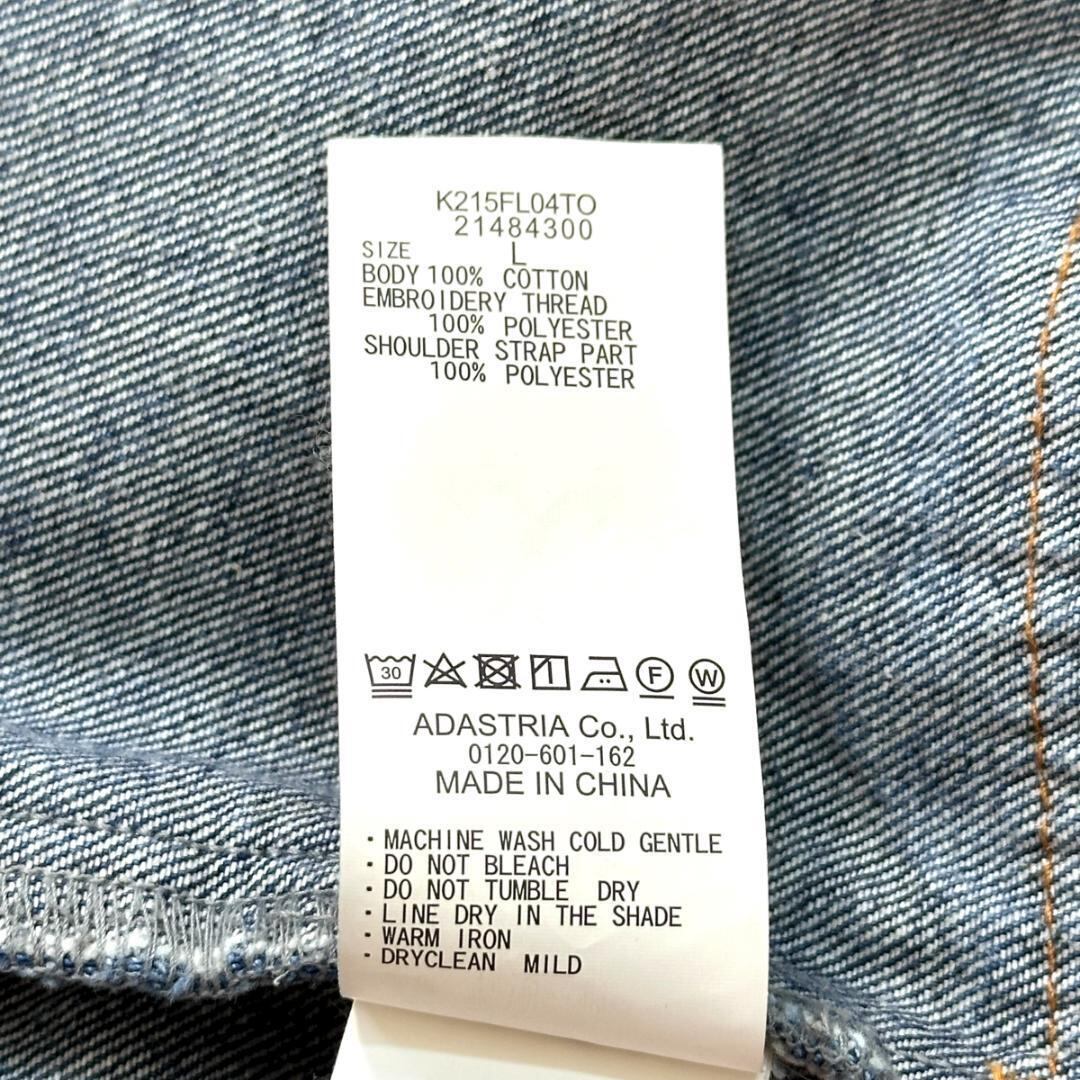 K215FL04TO
21484300
SIZE L
BODY 100% COTTON
EMBROIDERY THREAD
100% POLYESTER
SHOULDER STRAP PART
100% POLYESTER
30 F W
ADASTRIA Co., Ltd.
0120-601-162
MADE IN CHINA
・MACHINE WASH COLD GENTLE
・DO NOT BLEACH
・DO NOT TUMBLE DRY
・LINE DRY IN THE SHADE
・WARM IRON
・DRYCLEAN MILD